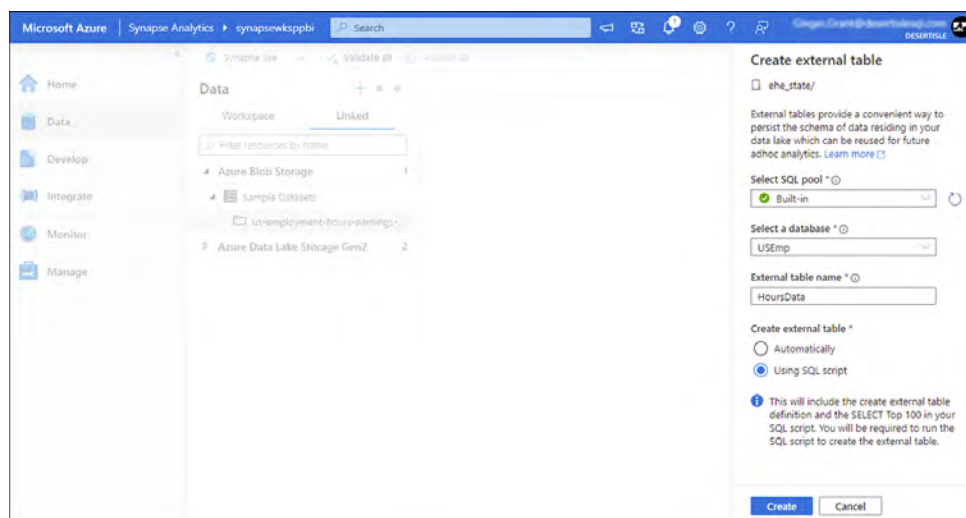 Microsoft Azure
Synapse Analytics
synapsewksppbi
Search
1
DESERTISLE
Synapse live
Validate all
Publish all
Home
Data
Develop
Integrate
Monitor
Manage
Data
Workspace
Linked
Filter resources by name
Azure Blob Storage
1
Sample Datasets
us-employment-hours-earnings-...
Azure Data Lake Storage Gen2
2
Create external table
ehe_state/
External tables provide a convenient way to
persist the schema of data residing in your
data lake which can be reused for future
adhoc analytics. Learn more
Select SQL pool *
Built-in
Select a database *
USEmp
External table name *
HoursData
Create external table *
Automatically
Using SQL script
This will include the create external table
definition and the SELECT Top 100 in your
SQL script. You will be required to run the
SQL script to create the external table.
Create
Cancel